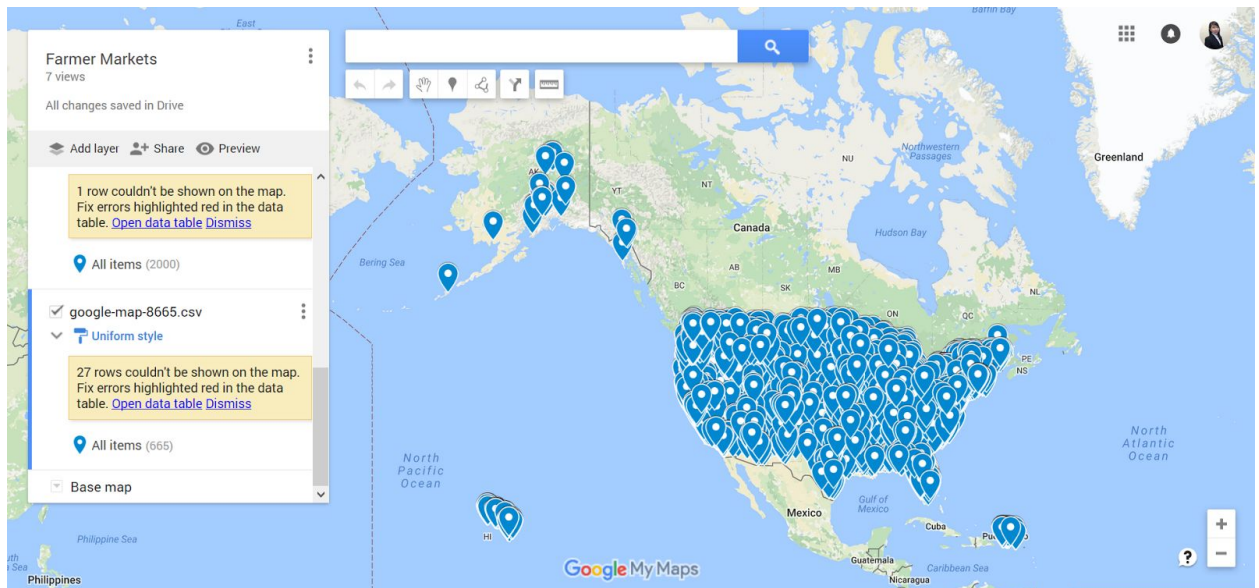 Farmer Markets
7 views
All changes saved in Drive
Add layer Share Preview
1 row couldn't be shown on the map.
Fix errors highlighted red in the data
table. Open data table Dismiss
All items (2000)
google-map-8665.csv
Uniform style
27 rows couldn't be shown on the map.
Fix errors highlighted red in the data
table. Open data table Dismiss
All items (665)
Base map
East
Baffin Bay
Northwestern
Passages
Greenland
NU
AK
YT
NT
Canada
Hudson Bay
Bering Sea
AB
MB
BC
SK
NL
ON
QC
PE
NS
North
Pacific
Ocean
North
Atlantic
Ocean
HI
Gulf of
Mexico
Mexico
Cuba
Guatemala
Caribbean Sea
Nicaragua
Philippine Sea
Philippines
Google My Maps
+
−
?